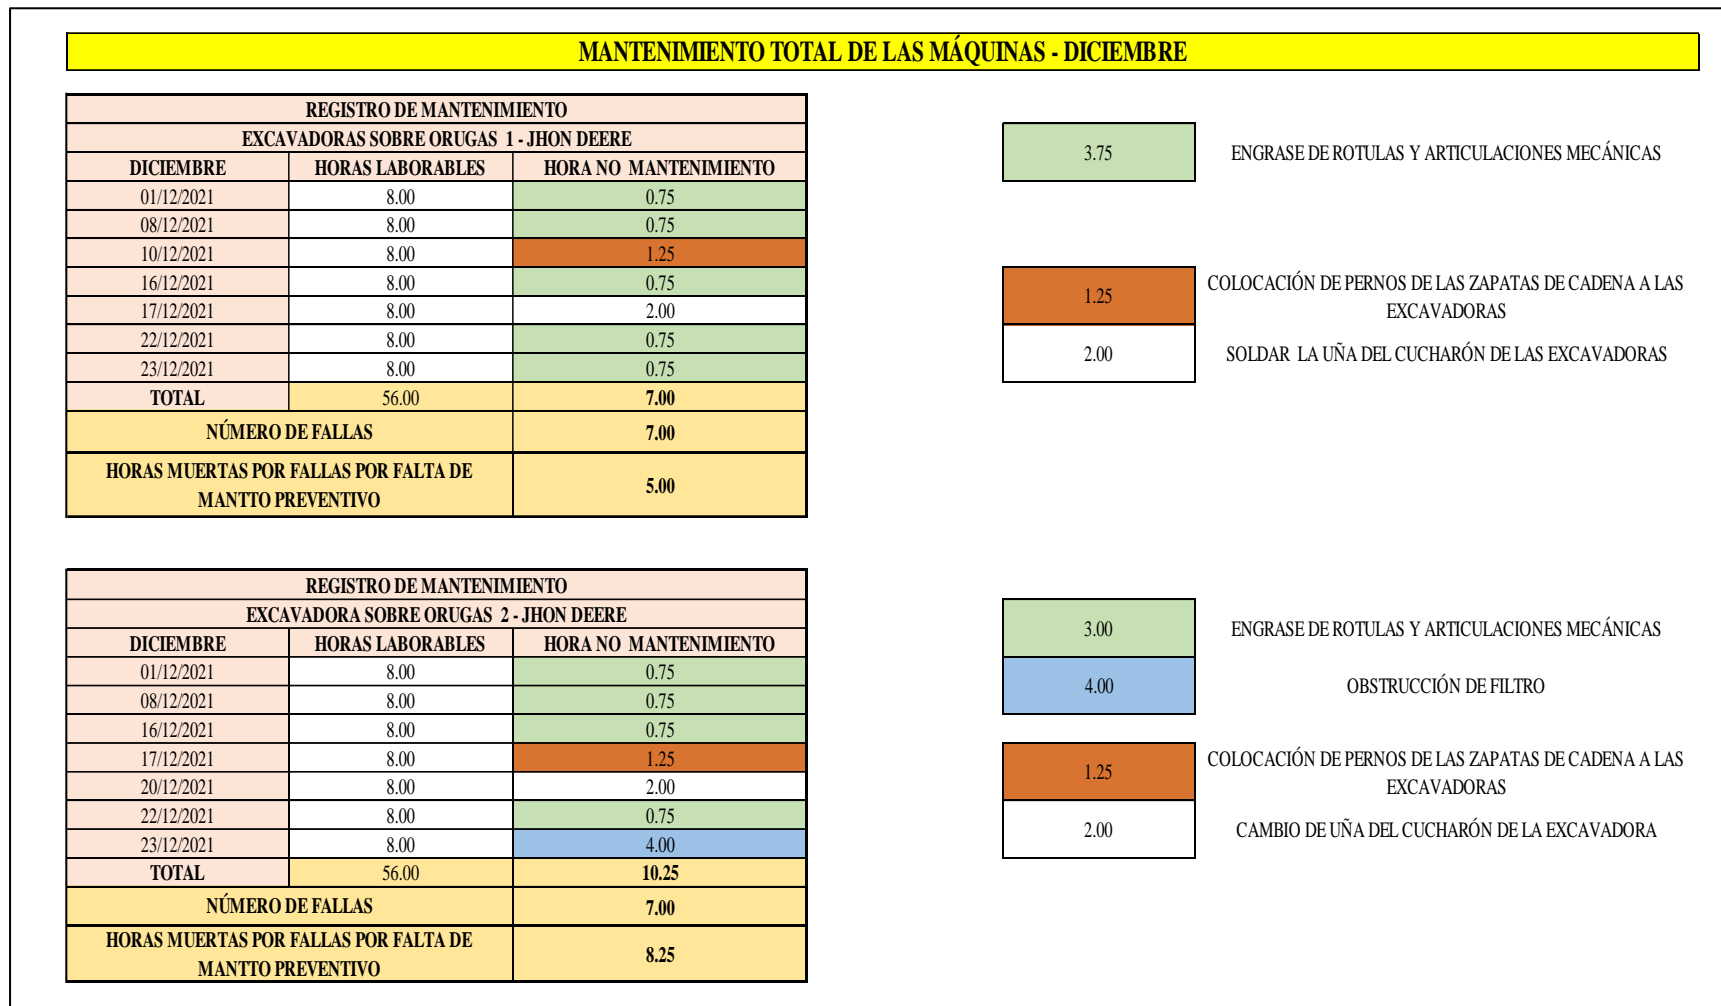 MANTENIMIENTO TOTAL DE LAS MÁQUINAS - DICIEMBRE
REGISTRO DE MANTENIMIENTO
EXCAVADORAS SOBRE ORUGAS 1 - JHON DEERE
DICIEMBRE HORAS LABORABLES HORA NO MANTENIMIENTO
01/12/2021 8.00 0.75
08/12/2021 8.00 0.75
10/12/2021 8.00 1.25
16/12/2021 8.00 0.75
17/12/2021 8.00 2.00
22/12/2021 8.00 0.75
23/12/2021 8.00 0.75
TOTAL 56.00 7.00
NÚMERO DE FALLAS 7.00
HORAS MUERTAS POR FALLAS POR FALTA DE
MANTTO PREVENTIVO 5.00
3.75 ENGRASE DE ROTULAS Y ARTICULACIONES MECÁNICAS
1.25 COLOCACIÓN DE PERNOS DE LAS ZAPATAS DE CADENA A LAS
EXCAVADORAS
2.00 SOLDAR LA UÑA DEL CUCHARÓN DE LAS EXCAVADORAS
REGISTRO DE MANTENIMIENTO
EXCAVADORA SOBRE ORUGAS 2 - JHON DEERE
DICIEMBRE HORAS LABORABLES HORA NO MANTENIMIENTO
01/12/2021 8.00 0.75
08/12/2021 8.00 0.75
16/12/2021 8.00 0.75
17/12/2021 8.00 1.25
20/12/2021 8.00 2.00
22/12/2021 8.00 0.75
23/12/2021 8.00 4.00
TOTAL 56.00 10.25
NÚMERO DE FALLAS 7.00
HORAS MUERTAS POR FALLAS POR FALTA DE
MANTTO PREVENTIVO 8.25
3.00 ENGRASE DE ROTULAS Y ARTICULACIONES MECÁNICAS
4.00 OBSTRUCCIÓN DE FILTRO
1.25 COLOCACIÓN DE PERNOS DE LAS ZAPATAS DE CADENA A LAS
EXCAVADORAS
2.00 CAMBIO DE UÑA DEL CUCHARÓN DE LA EXCAVADORA